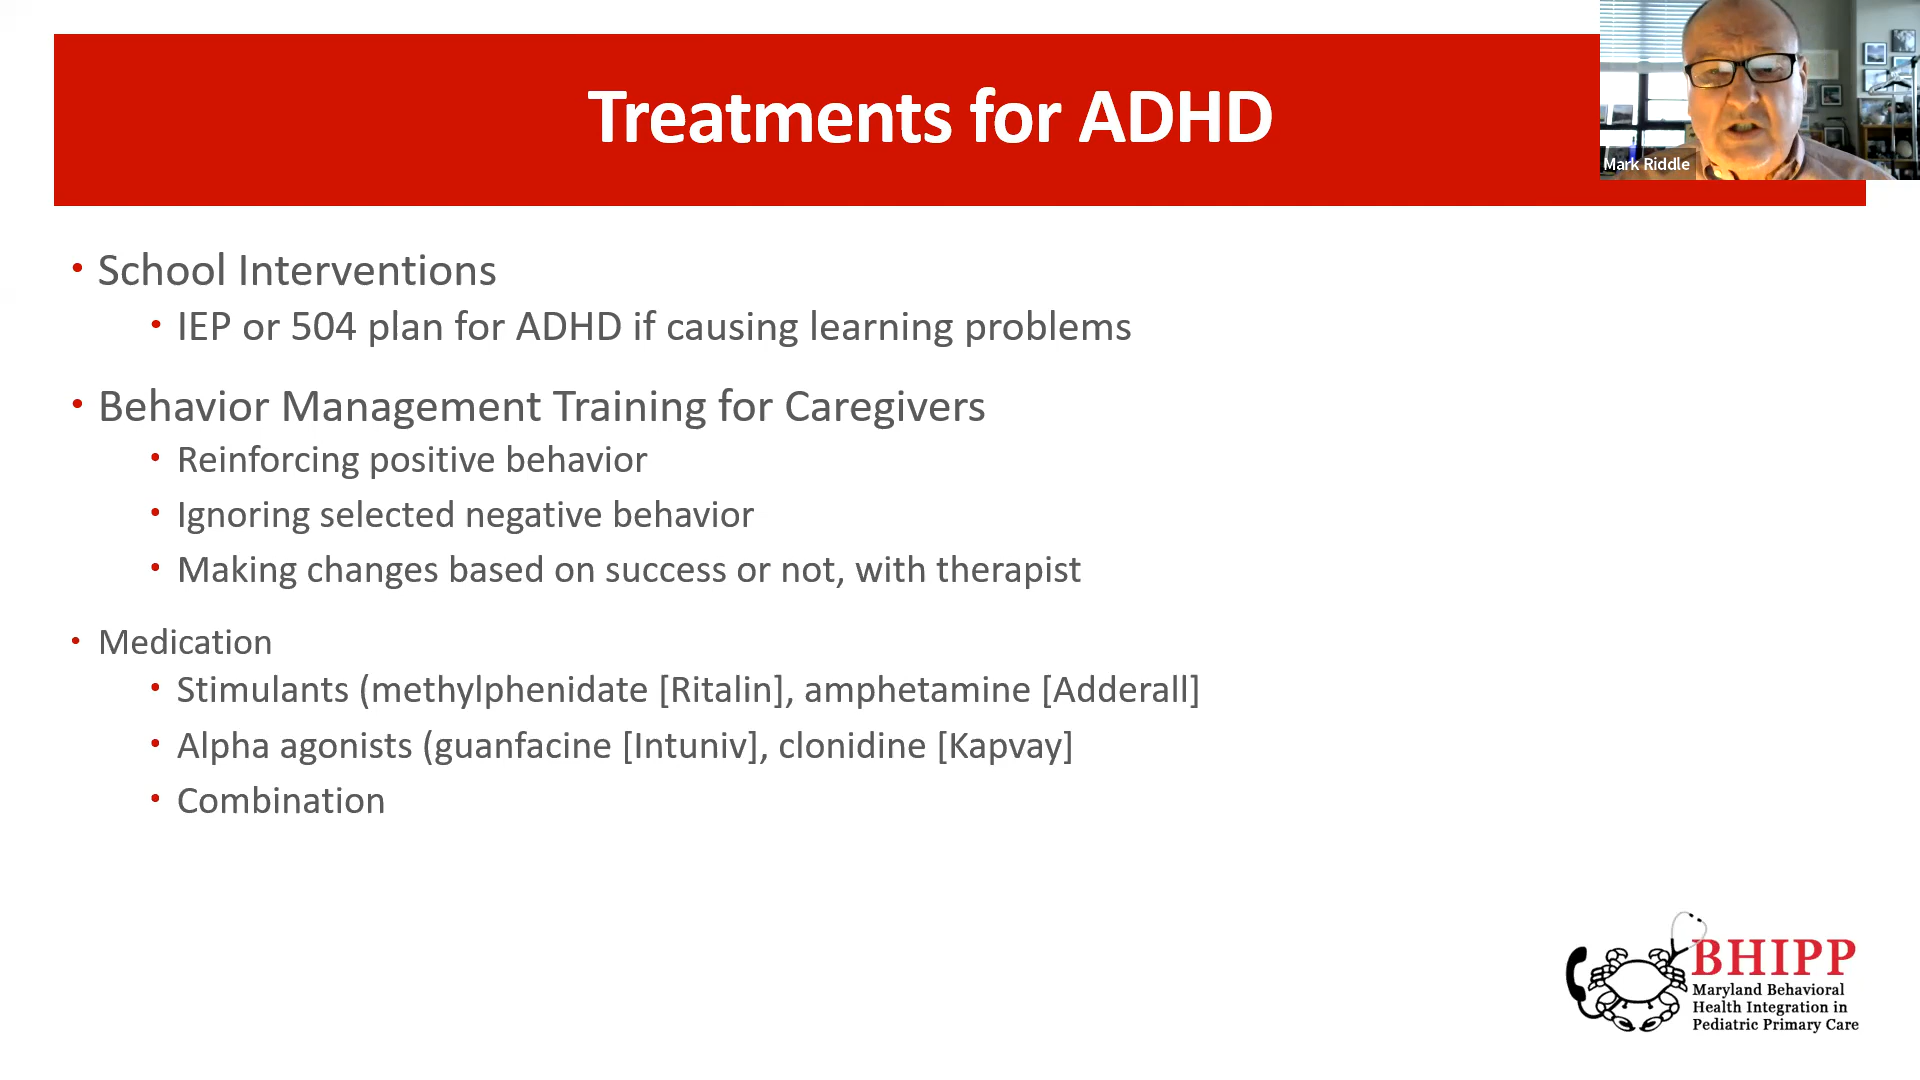 Treatments for ADHD
Mark Riddle
• School Interventions
• IEP or 504 plan for ADHD if causing learning problems
• Behavior Management Training for Caregivers
• Reinforcing positive behavior
• Ignoring selected negative behavior
• Making changes based on success or not, with therapist
• Medication
• Stimulants (methylphenidate [Ritalin], amphetamine [Adderall]
• Alpha agonists (guanfacine [Intuniv], clonidine [Kapvay]
• Combination
BHIPP
Maryland Behavioral
Health Integration in
Pediatric Primary Care